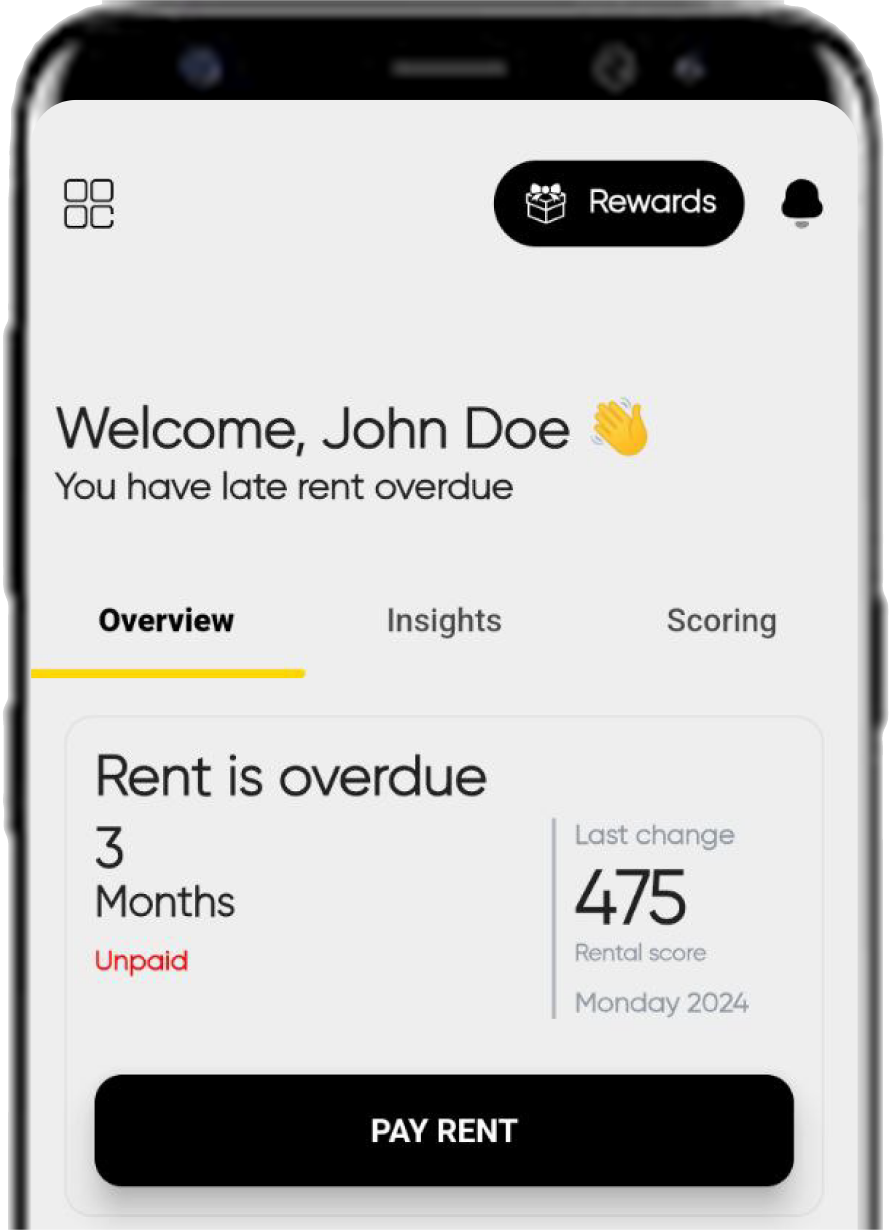 Rewards
Welcome, John Doe 👋
You have late rent overdue
Overview
Insights
Scoring
Rent is overdue
3
Months
Unpaid
Last change
475
Rental score
Monday 2024
PAY RENT